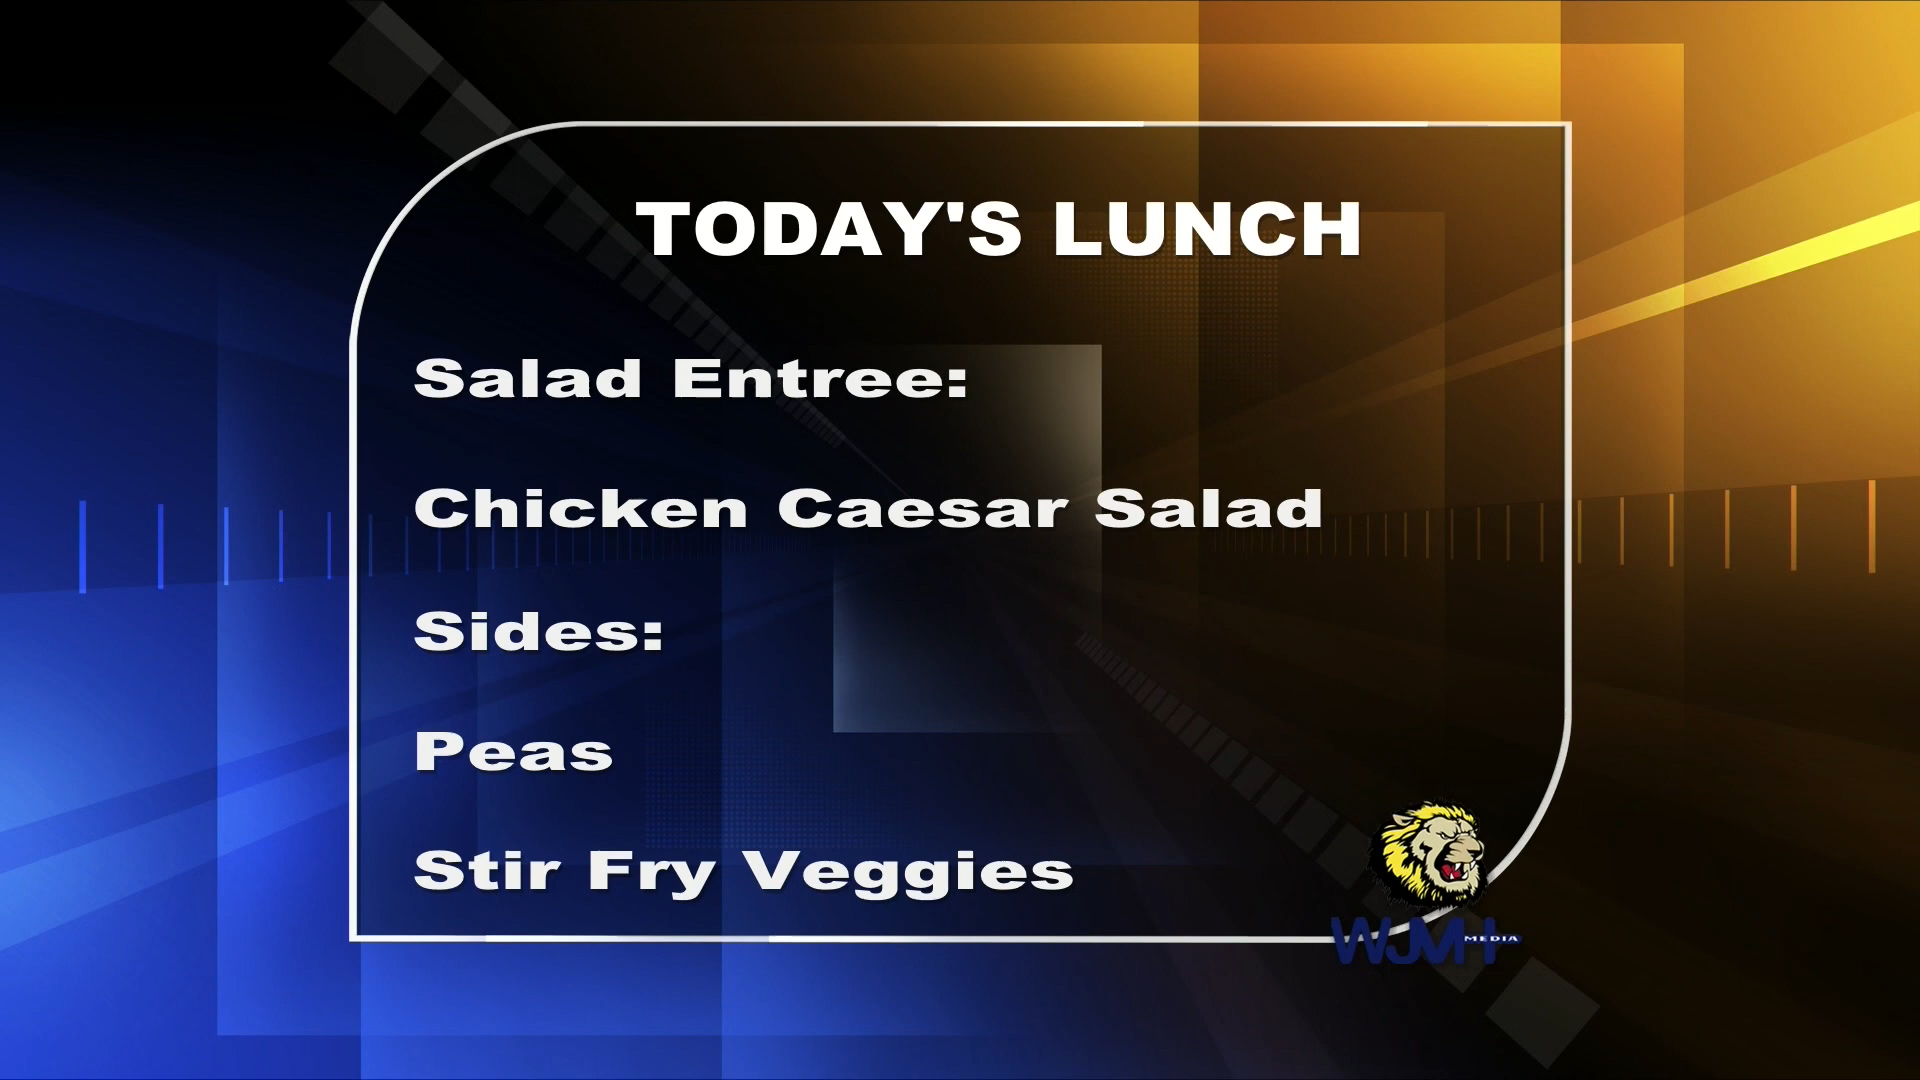 TODAY'S LUNCH
Salad Entree:
Chicken Caesar Salad
Sides:
Peas
Stir Fry Veggies
WJMH
MEDIA